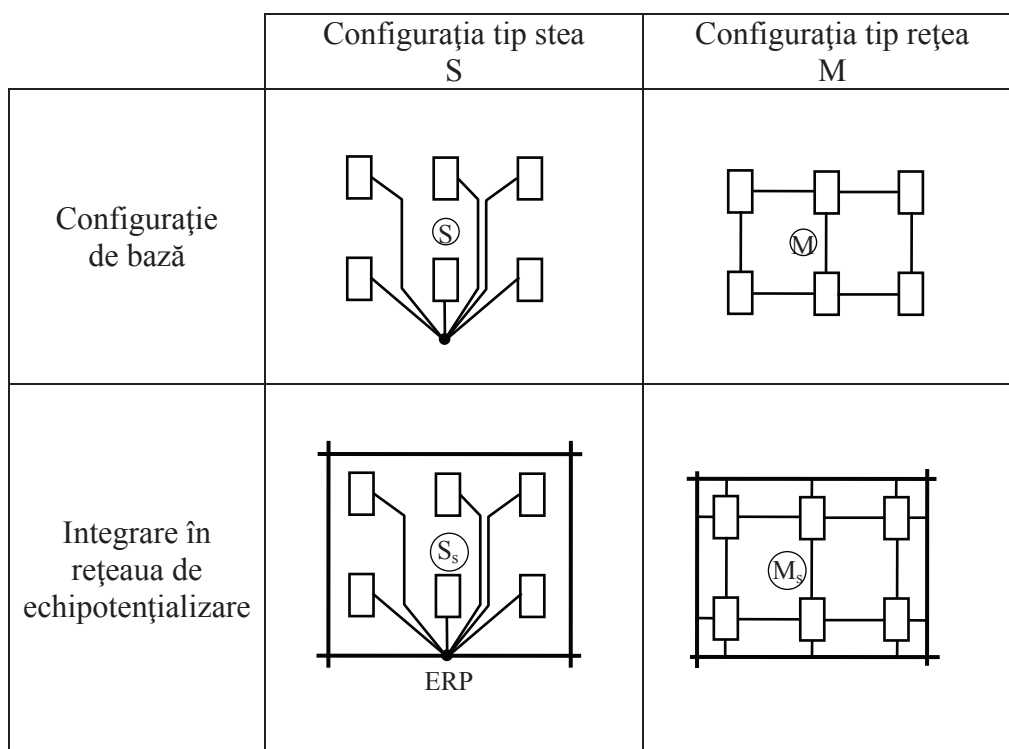 Configuraţia tip stea
S
Configuraţia tip reţea
M
Configuraţie
de bază
S
M
Integrare în
reţeaua de
echipotenţializare
Sₛ
Mₛ
ERP